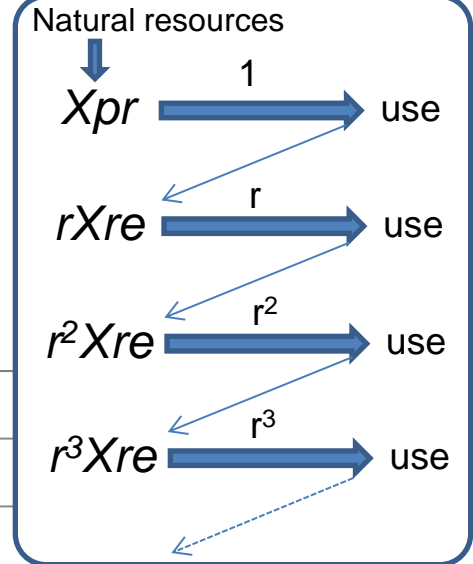 Natural resources
1
Xpr use
r
rXre use
r²
r²Xre use
r³
r³Xre use